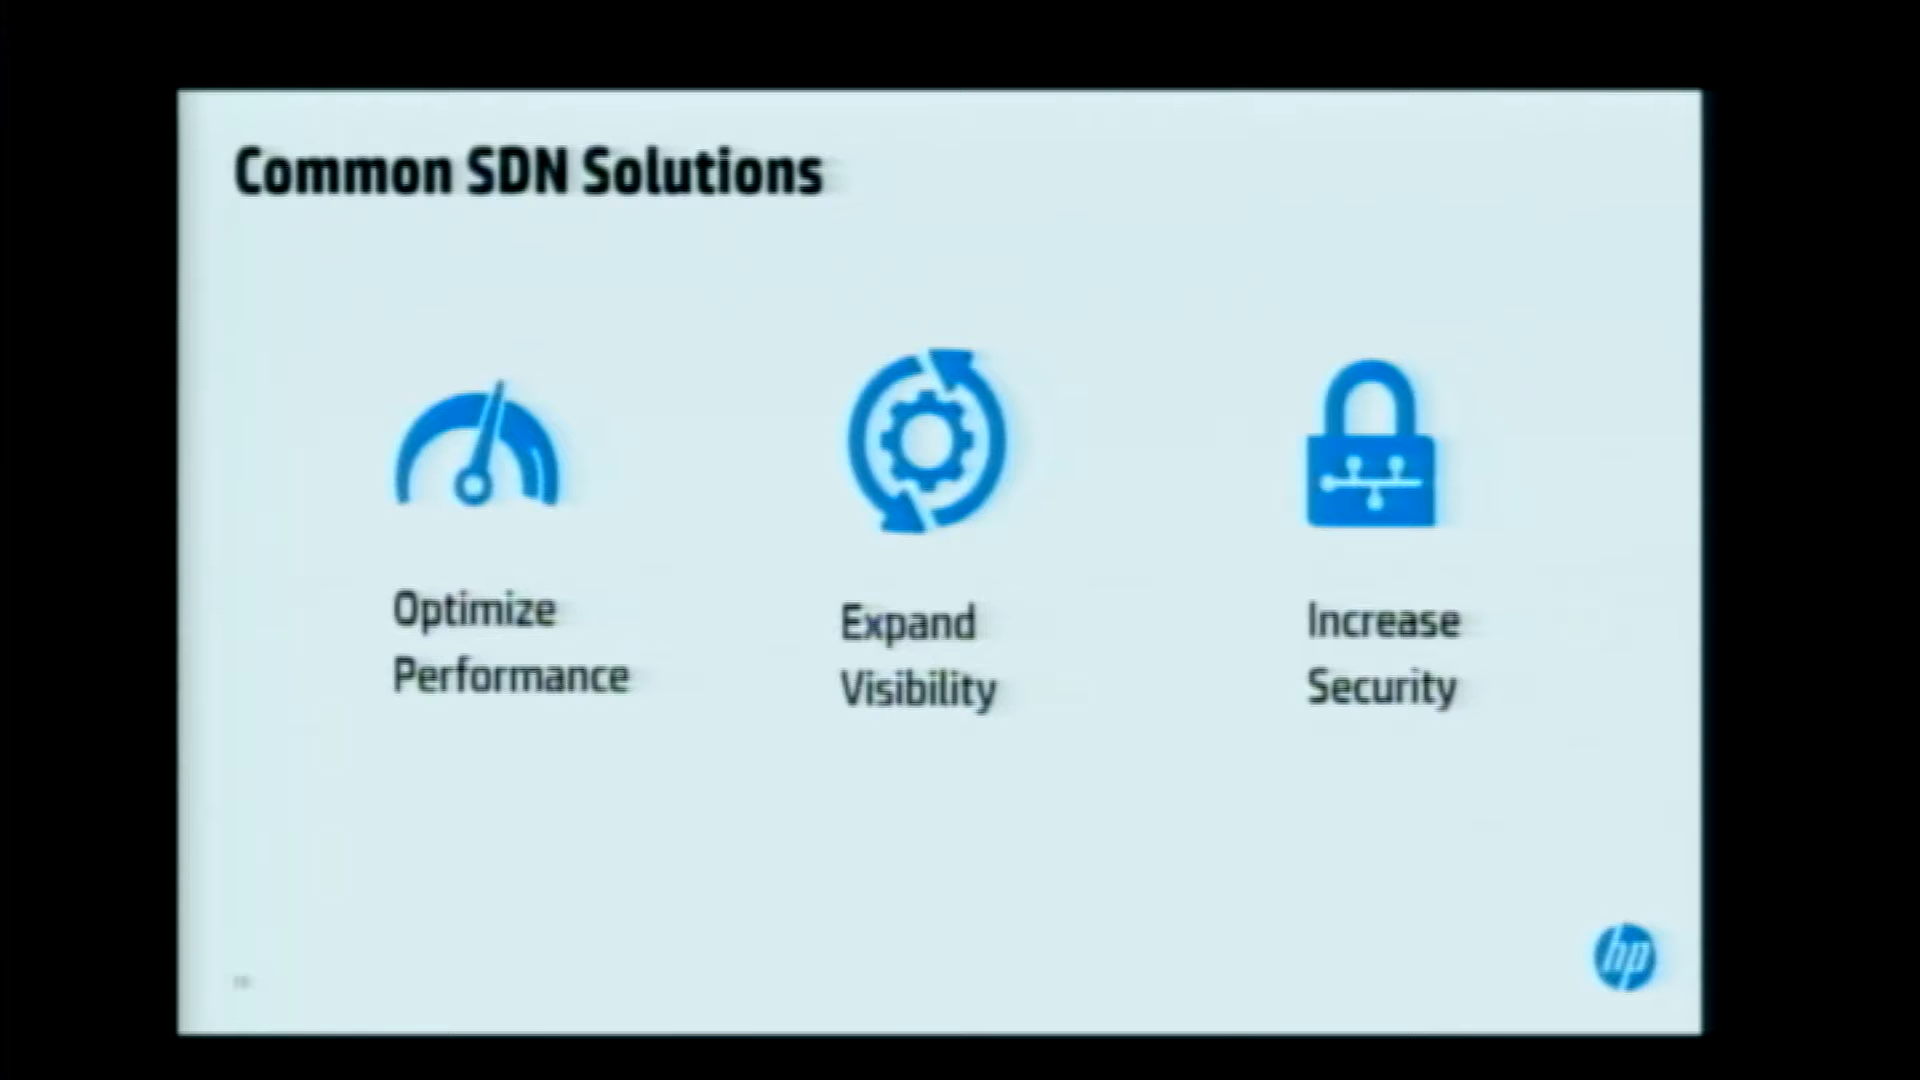 Common SDN Solutions
Optimize
Performance
Expand
Visibility
Increase
Security
hp